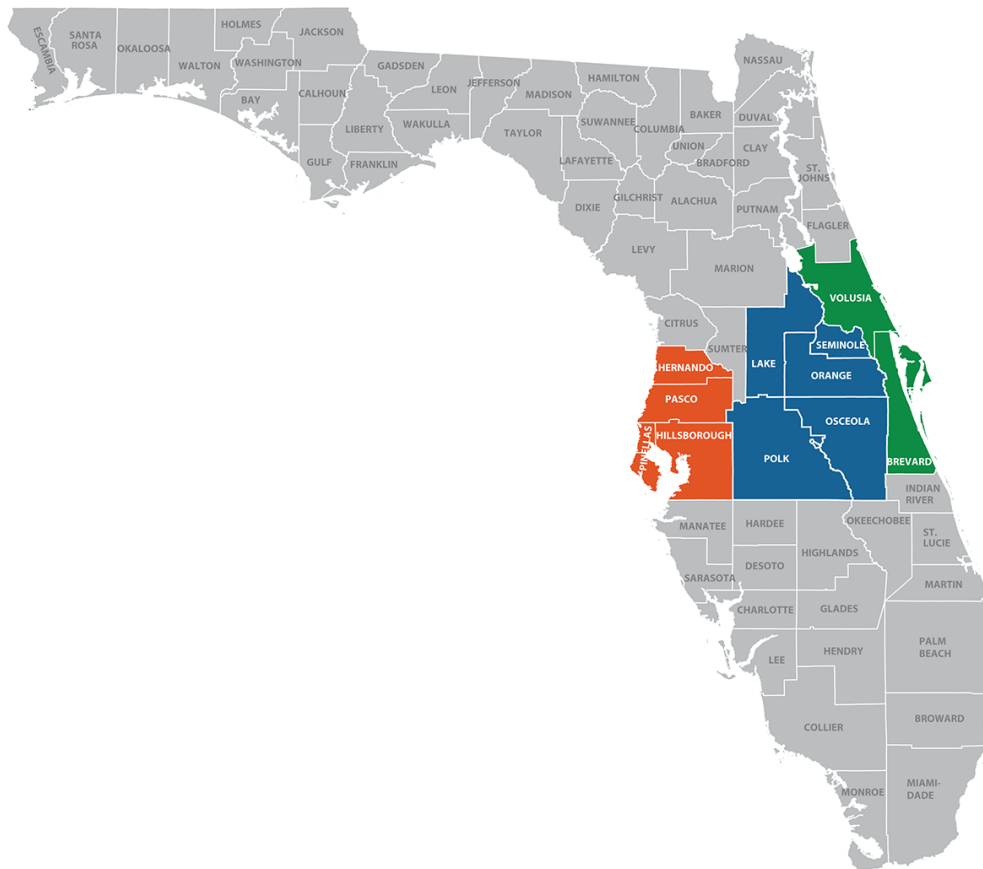 ESCAMBIA
SANTA
ROSA
OKALOOSA
WALTON
HOLMES
WASHINGTON
BAY
JACKSON
CALHOUN
GULF
LIBERTY
FRANKLIN
GADSDEN
LEON
WAKULLA
JEFFERSON
MADISON
TAYLOR
HAMILTON
SUWANNEE
LAFAYETTE
DIXIE
COLUMBIA
GILCHRIST
LEVY
BAKER
UNION
BRADFORD
ALACHUA
NASSAU
DUVAL
CLAY
PUTNAM
ST.
JOHNS
FLAGLER
MARION
VOLUSIA
CITRUS
SUMTER
LAKE
SEMINOLE
ORANGE
HERNANDO
PASCO
PINELLAS
HILLSBOROUGH
POLK
OSCEOLA
BREVARD
INDIAN
RIVER
MANATEE
HARDEE
HIGHLANDS
OKEECHOBEE
ST.
LUCIE
SARASOTA
DESOTO
MARTIN
CHARLOTTE
GLADES
LEE
HENDRY
PALM
BEACH
COLLIER
BROWARD
MONROE
MIAMI-
DADE